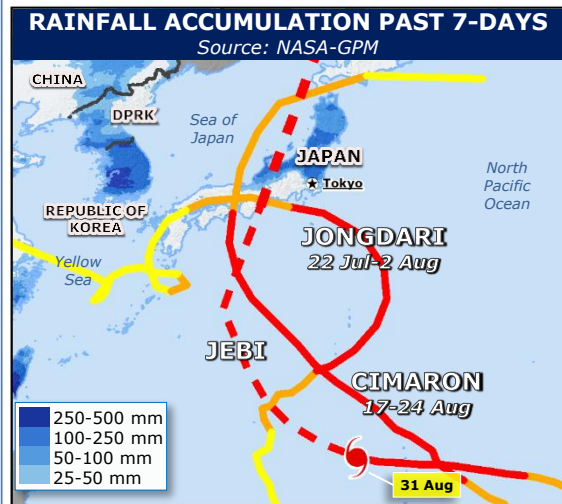 RAINFALL ACCUMULATION PAST 7-DAYS
Source: NASA-GPM
CHINA
DPRK
Sea of
Japan
JAPAN
Tokyo
North
Pacific
Ocean
REPUBLIC OF
KOREA
Yellow
Sea
JONGDARI
22 Jul-2 Aug
JEBI
CIMARON
17-24 Aug
250-500 mm
100-250 mm
50-100 mm
25-50 mm
31 Aug